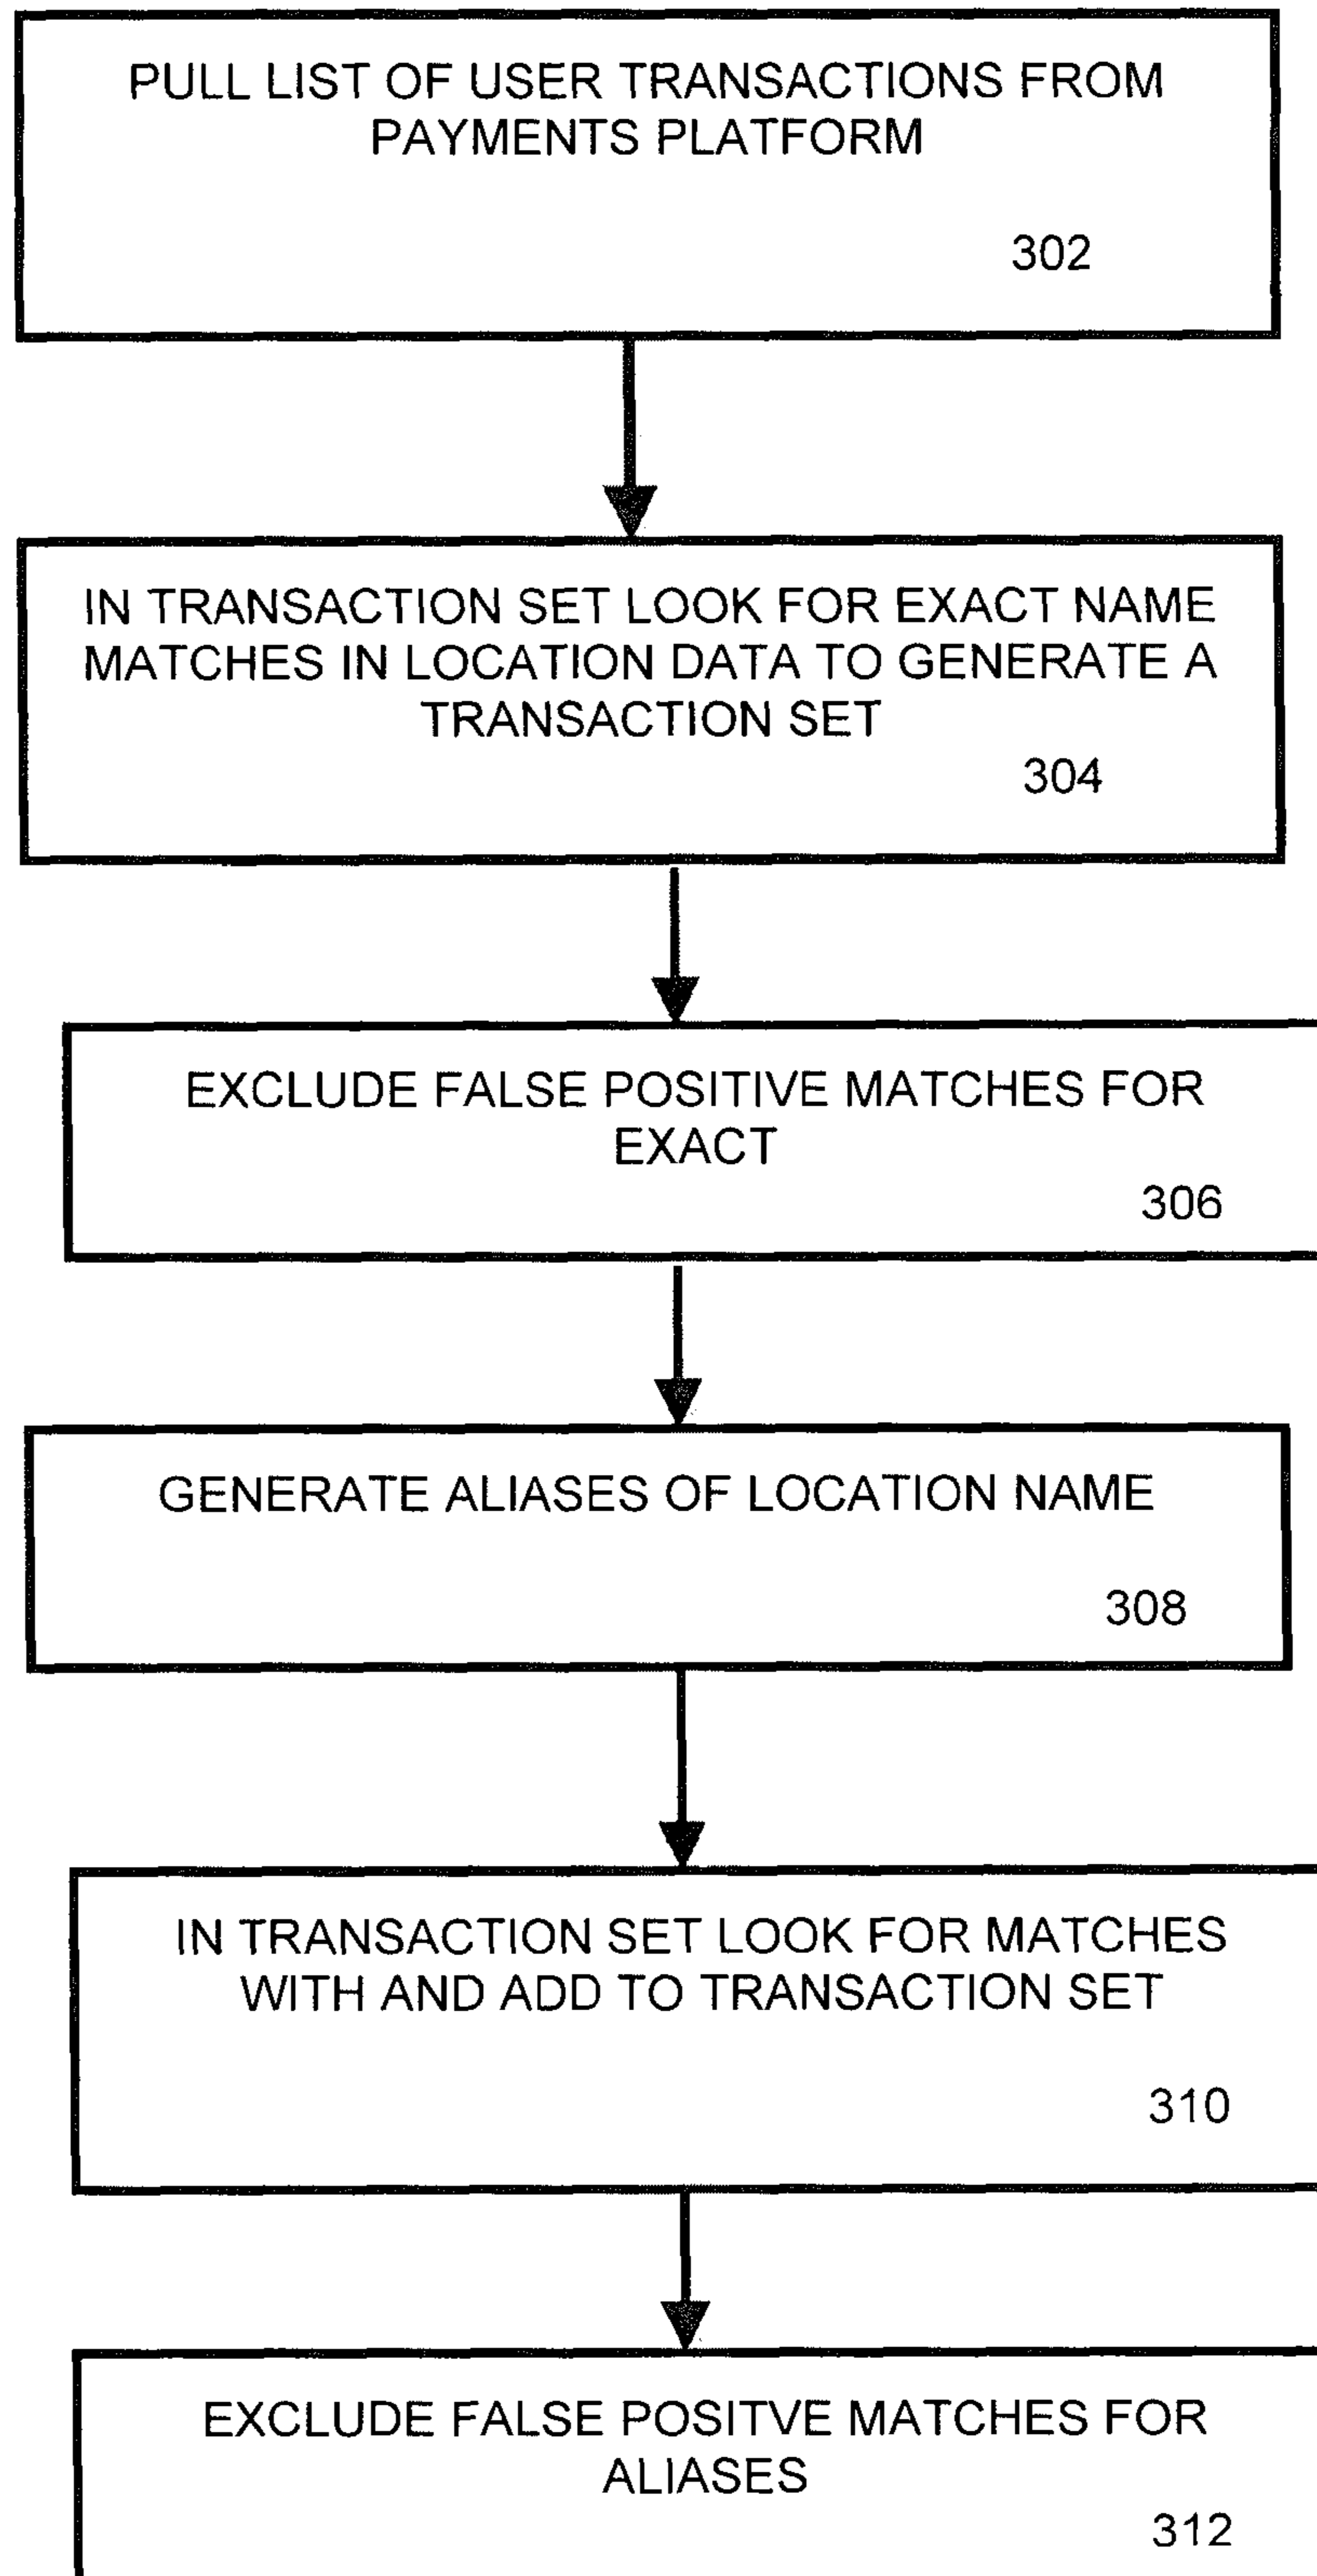 PULL LIST OF USER TRANSACTIONS FROM
PAYMENTS PLATFORM
302
IN TRANSACTION SET LOOK FOR EXACT NAME
MATCHES IN LOCATION DATA TO GENERATE A
TRANSACTION SET
304
EXCLUDE FALSE POSITIVE MATCHES FOR
EXACT
306
GENERATE ALIASES OF LOCATION NAME
308
IN TRANSACTION SET LOOK FOR MATCHES
WITH AND ADD TO TRANSACTION SET
310
EXCLUDE FALSE POSITVE MATCHES FOR
ALIASES
312